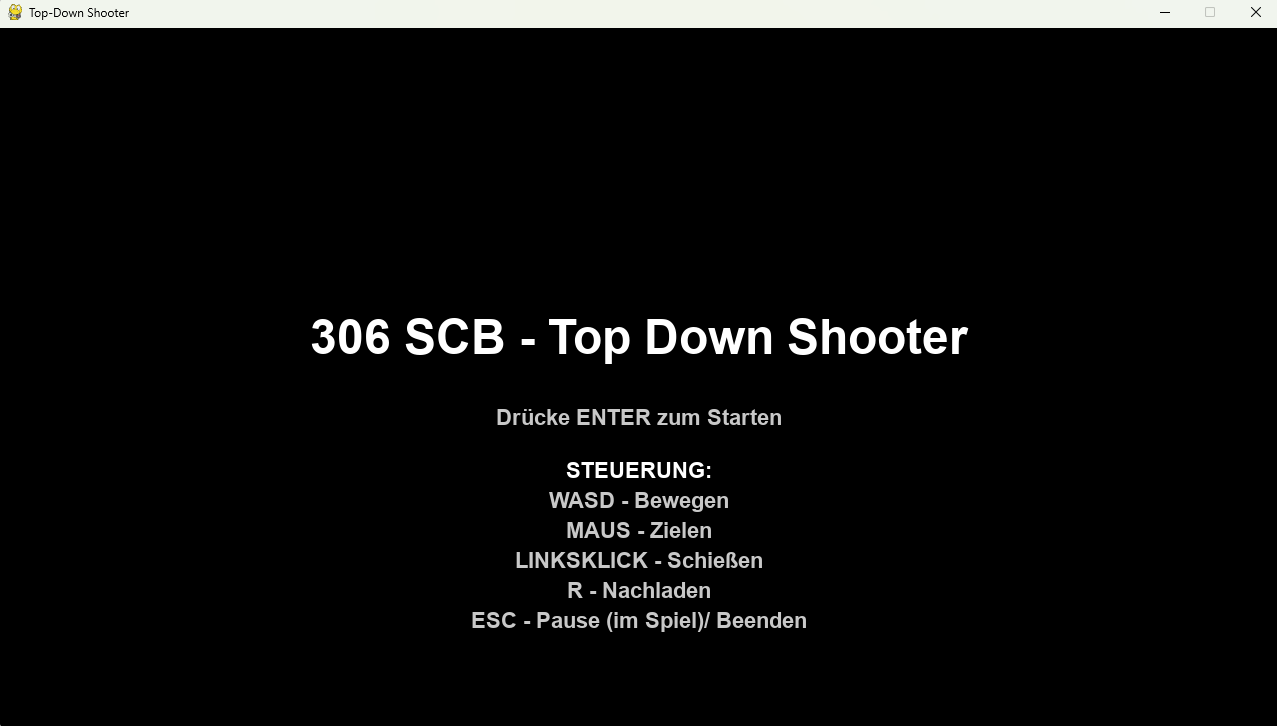 Top-Down Shooter
306 SCB - Top Down Shooter
Drücke ENTER zum Starten
STEUERUNG:
WASD - Bewegen
MAUS - Zielen
LINKSKLICK - Schießen
R - Nachladen
ESC - Pause (im Spiel)/ Beenden